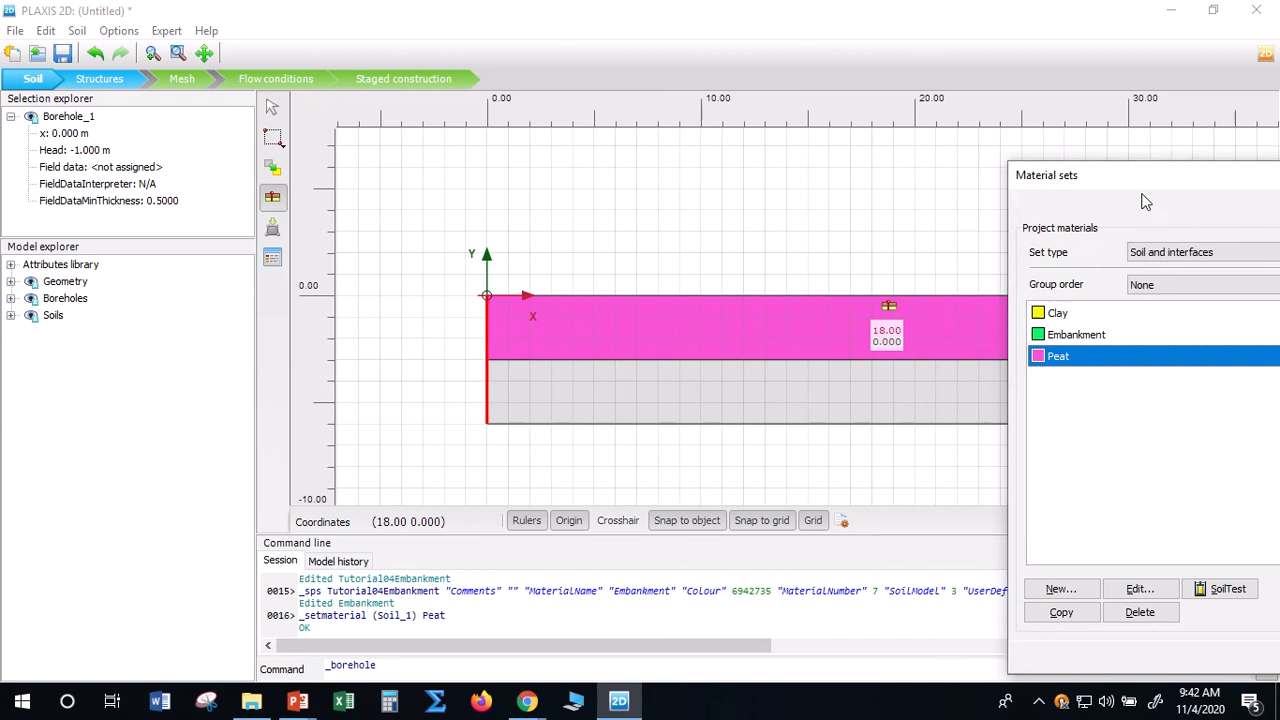 PLAXIS 2D: (Untitled) *
File Edit Soil Options Expert Help
Soil Structures Mesh Flow conditions Staged construction
Selection explorer
Borehole_1
x: 0.000 m
Head: -1.000 m
Field data: <not assigned>
FieldDataInterpreter: N/A
FieldDataMinThickness: 0.5000
Model explorer
Attributes library
Geometry
Boreholes
Soils
0.00 10.00 20.00 30.00
Y
0.00
X
18.00
0.000
-10.00
Coordinates (18.00 0.000) Rulers Origin Crosshair Snap to object Snap to grid Grid
Command line
Session Model history
Edited Tutorial04Embankment
0015> _sps Tutorial04Embankment "Comments" "" "MaterialName" "Embankment" "Colour" 6942735 "MaterialNumber" 7 "SoilModel" 3 "UserDef
Edited Embankment
0016> _setmaterial (Soil_1) Peat
OK
Command _borehole
Material sets
Project materials
Set type Soil and interfaces
Group order None
Clay
Embankment
Peat
New... Edit... SoilTest
Copy Delete
9:42 AM
11/4/2020
5
2D